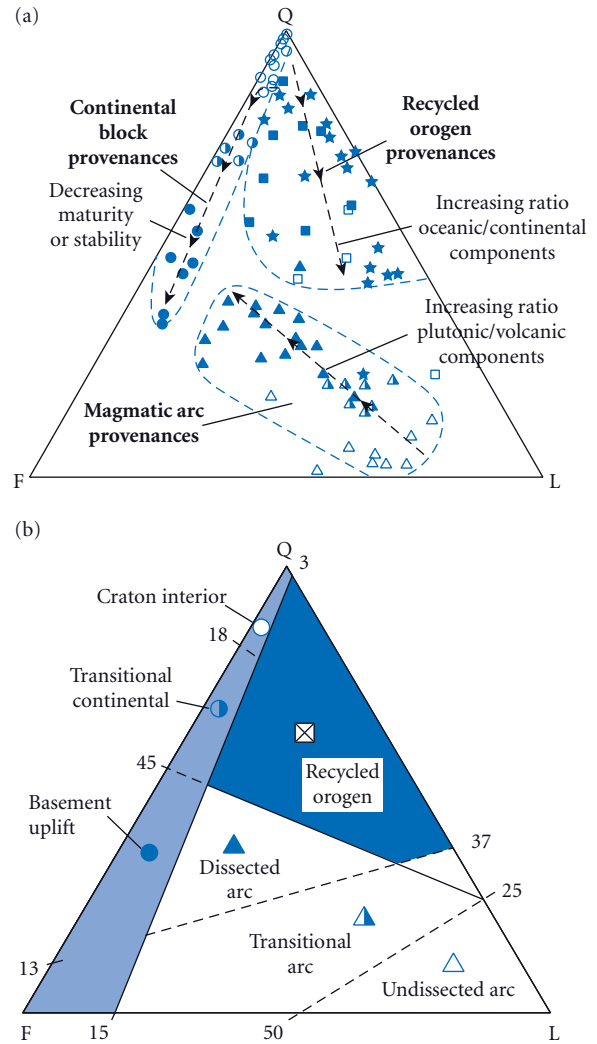 (a)
Q
Continental
block
provenances
Recycled
orogen
provenances
Decreasing
maturity
or stability
Increasing ratio
oceanic/continental
components
Increasing ratio
plutonic/volcanic
components
Magmatic arc
provenances
F
L
(b)
Q
3
Craton interior
18
Transitional
continental
45
Recycled
orogen
Basement
uplift
37
Dissected
arc
25
Transitional
arc
13
Undissected arc
F
15
50
L